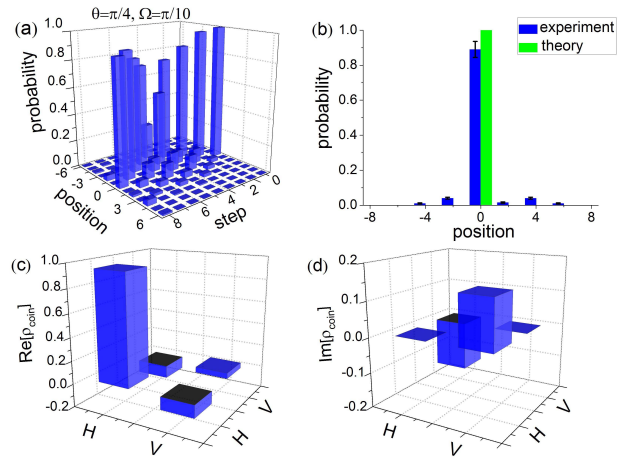 (a)
θ=π/4, Ω=π/10
probability
1.0
0.8
0.6
0.4
0.2
0.0
-6
-3
0
3
6
position
8
6
4
2
0
step
(b)
experiment
theory
probability
1.0
0.8
0.6
0.4
0.2
0.0
-8
-4
0
4
8
position
(c)
Re[ρcoin]
1.0
0.8
0.6
0.4
0.2
0.0
-0.2
H
V
H
V
(d)
Im[ρcoin]
0.2
0.1
0.0
-0.1
-0.2
H
V
H
V